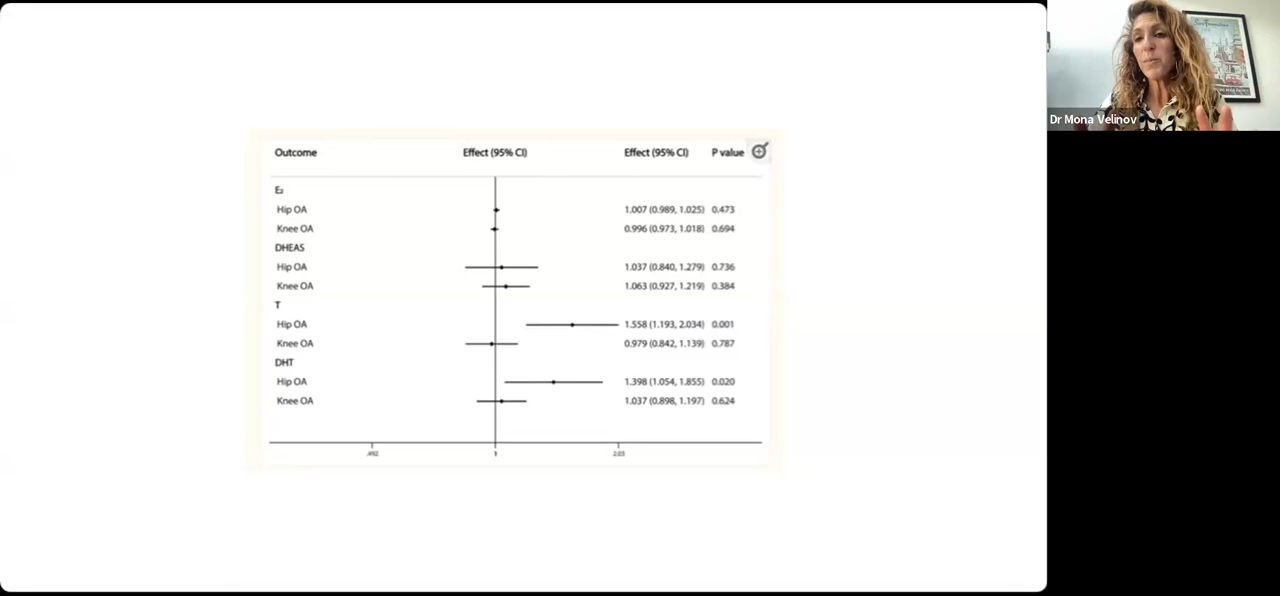 Outcome Effect (95% CI) Effect (95% CI) P value
E₂
Hip OA 1.007 (0.989, 1.025) 0.473
Knee OA 0.996 (0.973, 1.018) 0.694
DHEAS
Hip OA 1.037 (0.840, 1.279) 0.736
Knee OA 1.063 (0.927, 1.219) 0.384
T
Hip OA 1.558 (1.193, 2.034) 0.001
Knee OA 0.979 (0.842, 1.139) 0.787
DHT
Hip OA 1.398 (1.054, 1.855) 0.020
Knee OA 1.037 (0.898, 1.197) 0.624
.492 1 2.03
Dr Mona Velinov